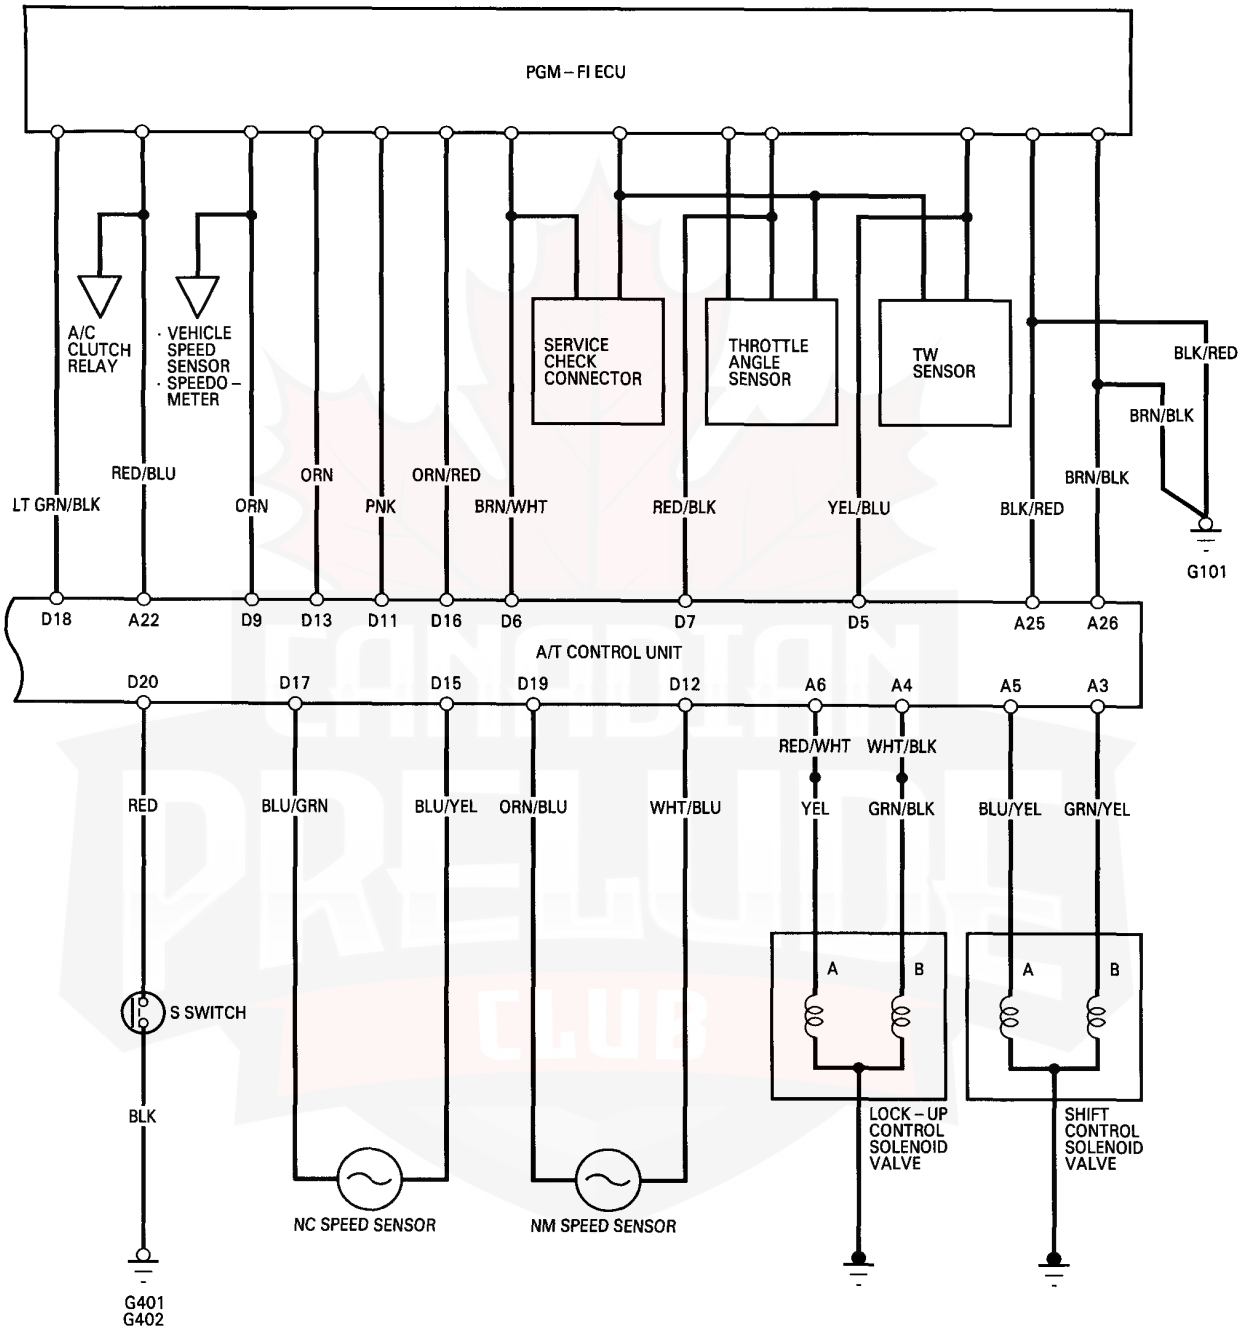 PGM-FI ECU
A/C
CLUTCH
RELAY
· VEHICLE
SPEED
SENSOR
· SPEEDO-
METER
SERVICE
CHECK
CONNECTOR
THROTTLE
ANGLE
SENSOR
TW
SENSOR
BLK/RED
BRN/BLK
LT GRN/BLK
RED/BLU
ORN
ORN
PNK
ORN/RED
BRN/WHT
RED/BLK
YEL/BLU
BLK/RED
BRN/BLK
G101
D18 A22 D9 D13 D11 D16 D6 D7 D5 A25 A26
A/T CONTROL UNIT
D20 D17 D15 D19 D12 A6 A4 A5 A3
RED/WHT WHT/BLK
RED BLU/GRN BLU/YEL ORN/BLU WHT/BLU YEL GRN/BLK BLU/YEL GRN/YEL
A B A B
S SWITCH
BLK
LOCK-UP
CONTROL
SOLENOID
VALVE
SHIFT
CONTROL
SOLENOID
VALVE
NC SPEED SENSOR
NM SPEED SENSOR
G401
G402
CANADIAN
PRELUDE
CLUB